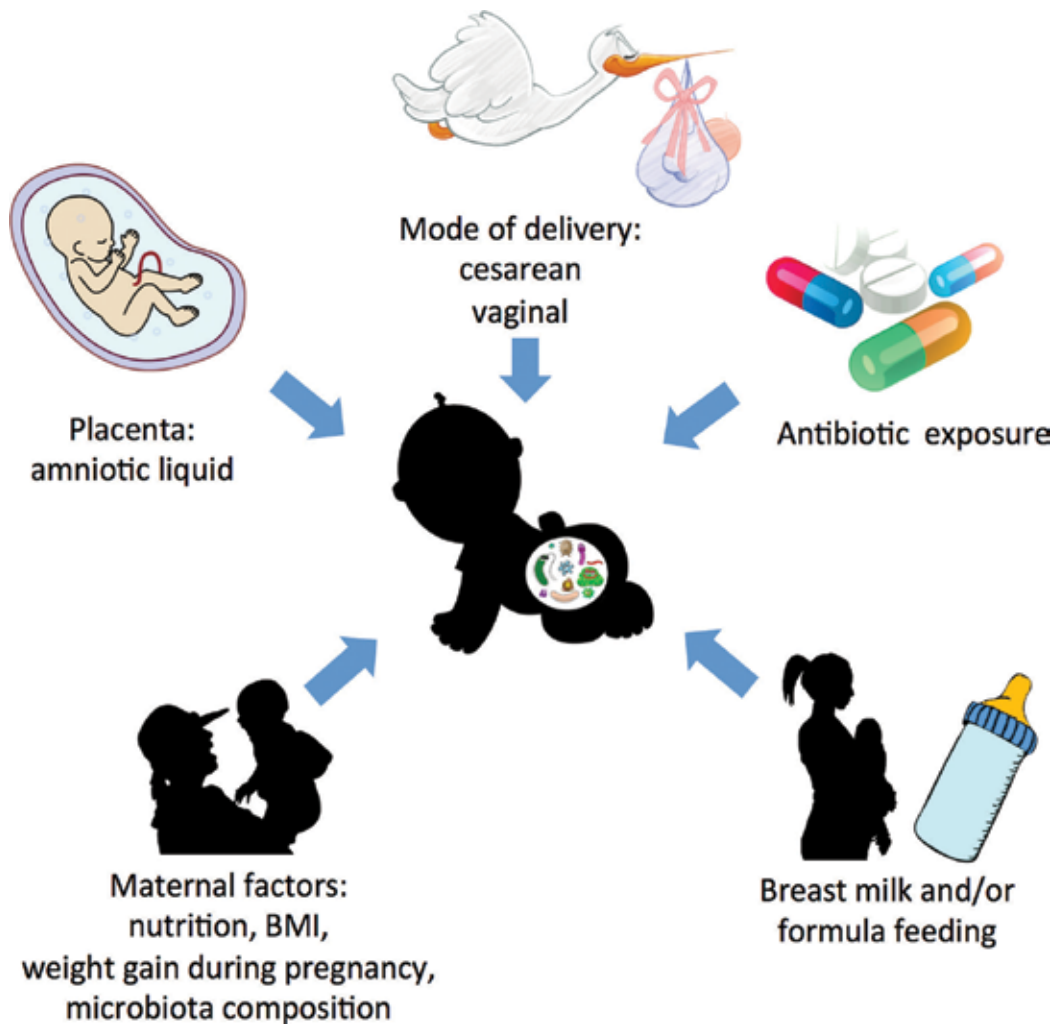 Mode of delivery:
cesarean
vaginal
Placenta:
amniotic liquid
Antibiotic exposure
Maternal factors:
nutrition, BMI,
weight gain during pregnancy,
microbiota composition
Breast milk and/or
formula feeding